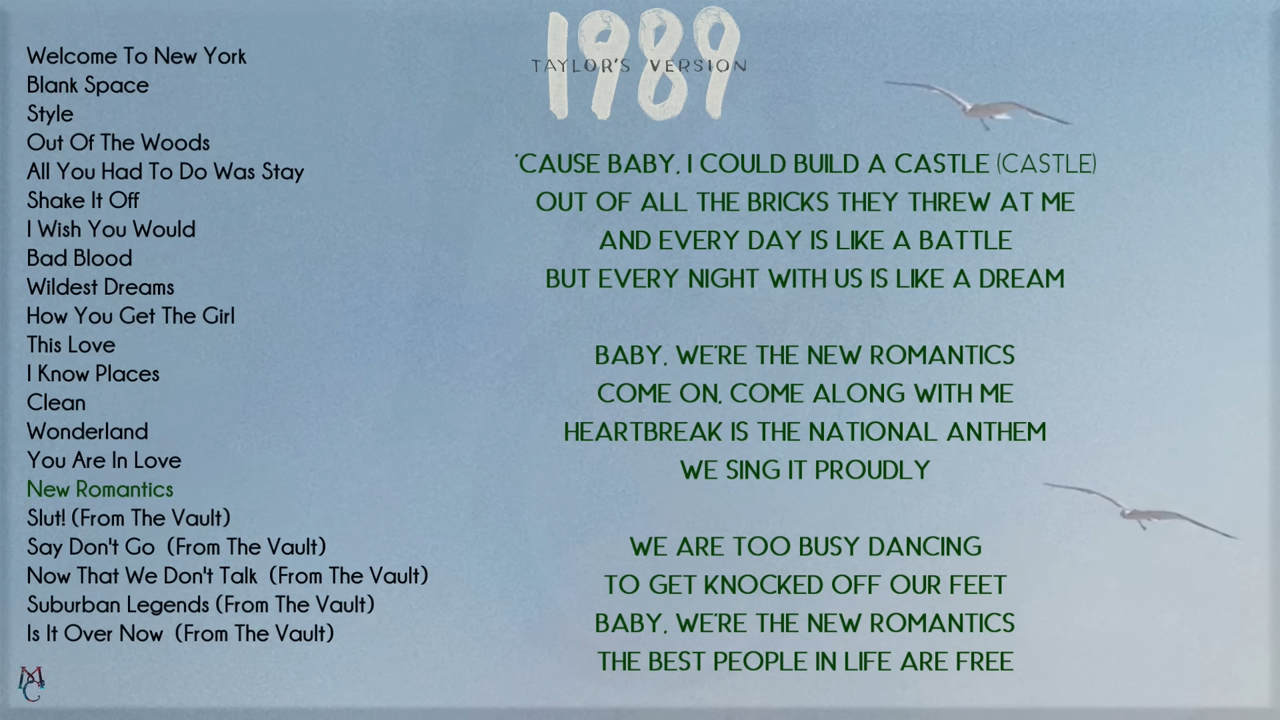 1989
TAYLOR'S VERSION
Welcome To New York
Blank Space
Style
Out Of The Woods
All You Had To Do Was Stay
Shake It Off
I Wish You Would
Bad Blood
Wildest Dreams
How You Get The Girl
This Love
I Know Places
Clean
Wonderland
You Are In Love
New Romantics
Slut! (From The Vault)
Say Don't Go (From The Vault)
Now That We Don't Talk (From The Vault)
Suburban Legends (From The Vault)
Is It Over Now (From The Vault)
'CAUSE BABY, I COULD BUILD A CASTLE (CASTLE)
OUT OF ALL THE BRICKS THEY THREW AT ME
AND EVERY DAY IS LIKE A BATTLE
BUT EVERY NIGHT WITH US IS LIKE A DREAM
BABY, WE'RE THE NEW ROMANTICS
COME ON, COME ALONG WITH ME
HEARTBREAK IS THE NATIONAL ANTHEM
WE SING IT PROUDLY
WE ARE TOO BUSY DANCING
TO GET KNOCKED OFF OUR FEET
BABY, WE'RE THE NEW ROMANTICS
THE BEST PEOPLE IN LIFE ARE FREE